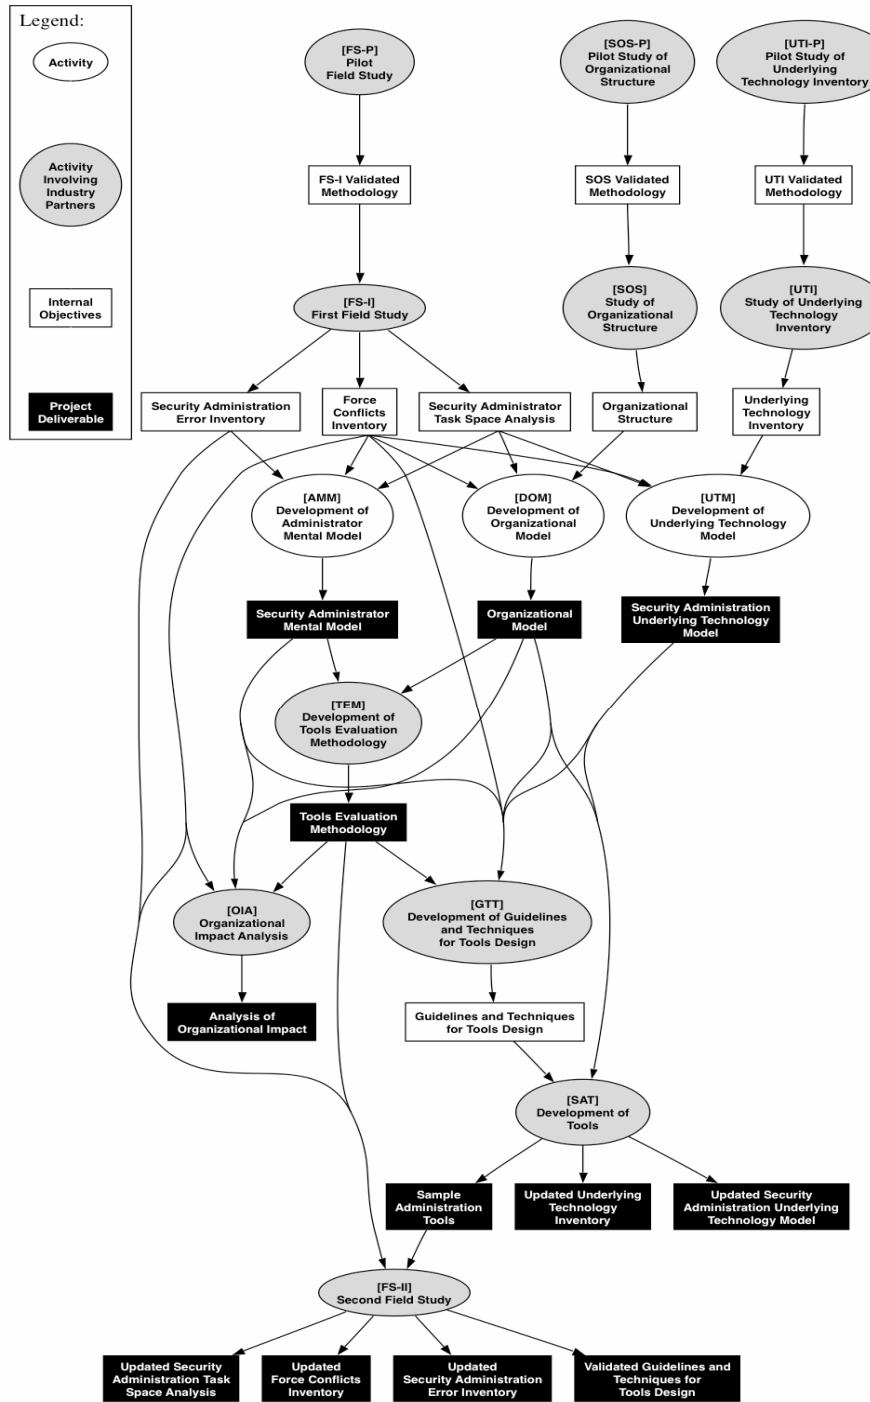 Legend:
Activity
Activity
Involving
Industry
Partners
Internal
Objectives
Project
Deliverable
[FS-P]
Pilot
Field Study
[SOS-P]
Pilot Study of
Organizational
Structure
[UTI-P]
Pilot Study of
Underlying
Technology Inventory
FS-I Validated
Methodology
SOS Validated
Methodology
UTI Validated
Methodology
[FS-I]
First Field Study
[SOS]
Study of
Organizational
Structure
[UTI]
Study of Underlying
Technology
Inventory
Security Administration
Error Inventory
Force
Conflicts
Inventory
Security Administrator
Task Space Analysis
Organizational
Structure
Underlying
Technology
Inventory
[AMM]
Development of
Administrator
Mental Model
[DOM]
Development of
Organizational
Model
[UTM]
Development of
Underlying Technology
Model
Security Administrator
Mental Model
Organizational
Model
Security Administration
Underlying Technology
Model
[TEM]
Development of
Tools Evaluation
Methodology
Tools Evaluation
Methodology
[OIA]
Organizational
Impact Analysis
[GTT]
Development of Guidelines
and Techniques
for Tools Design
Analysis of
Organizational Impact
Guidelines and Techniques
for Tools Design
[SAT]
Development of
Tools
Sample
Administration
Tools
Updated Underlying
Technology
Inventory
Updated Security
Administration Underlying
Technology Model
[FS-II]
Second Field Study
Updated Security
Administration Task
Space Analysis
Updated
Force Conflicts
Inventory
Updated
Security Administration
Error Inventory
Validated Guidelines and
Techniques for
Tools Design